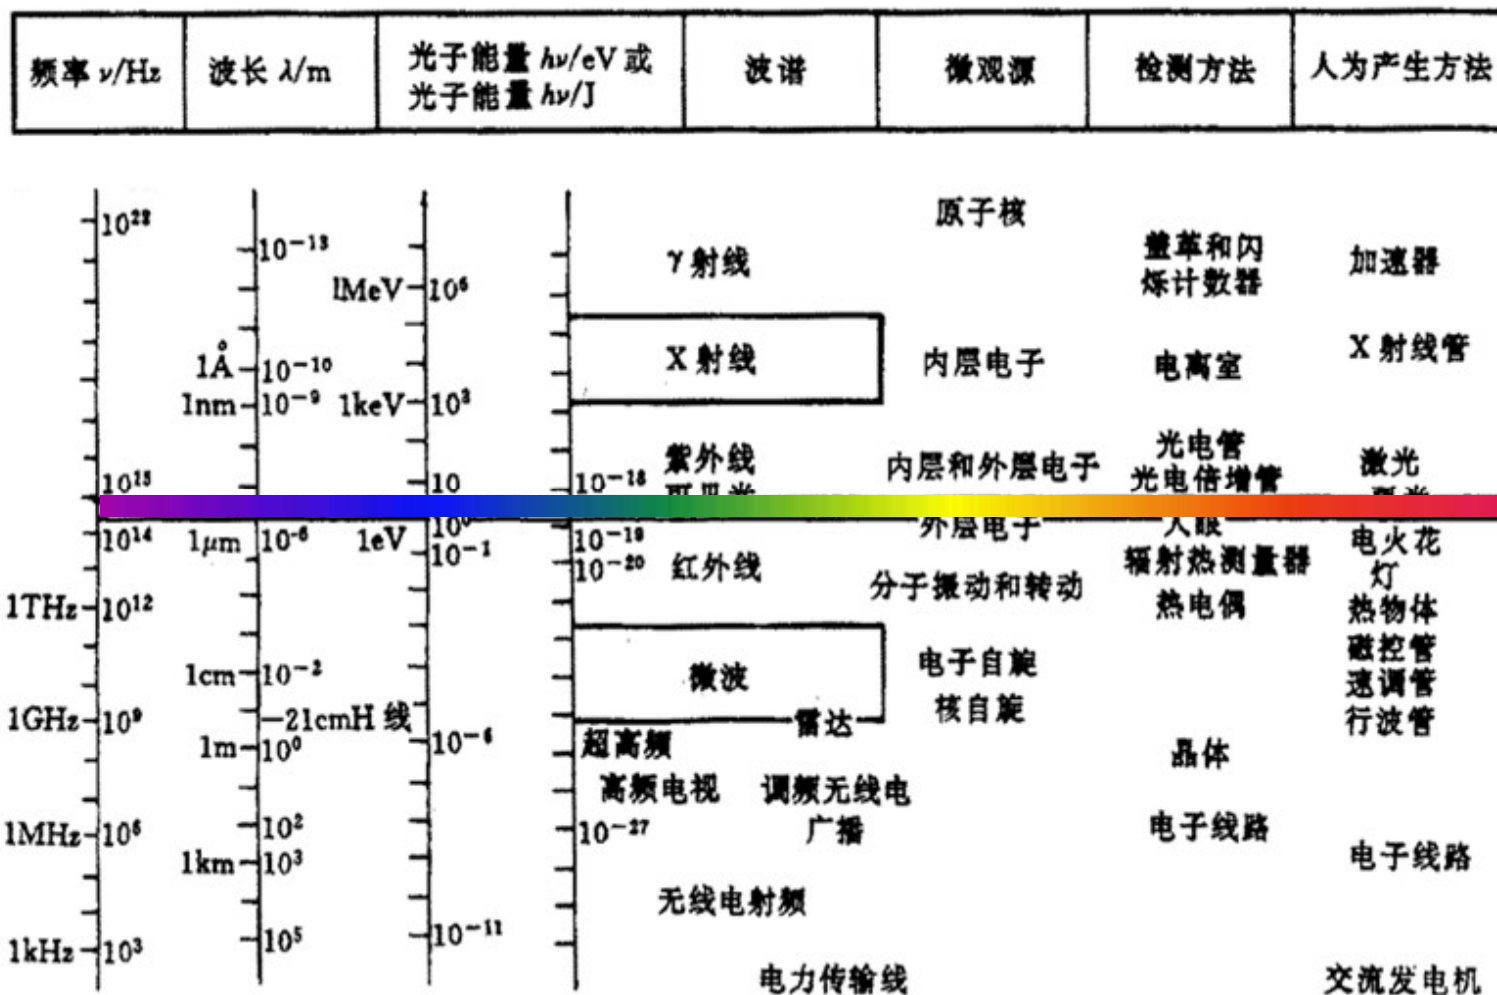 频率 ν/Hz
波长 λ/m
光子能量 hν/eV 或
光子能量 hν/J
波谱
微观源
检测方法
人为产生方法
原子核
10²²
10⁻¹³
γ射线
盖革和闪
烁计数器
加速器
1MeV 10⁶
1Å 10⁻¹⁰
X 射线
内层电子
电离室
X 射线管
1nm 10⁻⁹
1keV 10³
光电管
紫外线
内层和外层电子
激光
10¹⁵
10
10⁻¹⁸
光电倍增管
外层电子
人眼
10¹⁴
1μm 10⁻⁶
1eV
10⁰
10⁻¹
10⁻¹⁹
10⁻²⁰
红外线
辐射热测量器
电火花
灯
分子振动和转动
1THz 10¹²
热电偶
热物体
磁控管
1cm 10⁻²
微波
电子自旋
速调管
1GHz 10⁹
21cmH 线
雷达
核自旋
行波管
1m 10⁰
10⁻⁶
超高频
晶体
高频电视
调频无线电
1MHz 10⁶
10²
10⁻²⁷
广播
电子线路
1km 10³
电子线路
无线电射频
1kHz 10³
10⁵
10⁻¹¹
电力传输线
交流发电机